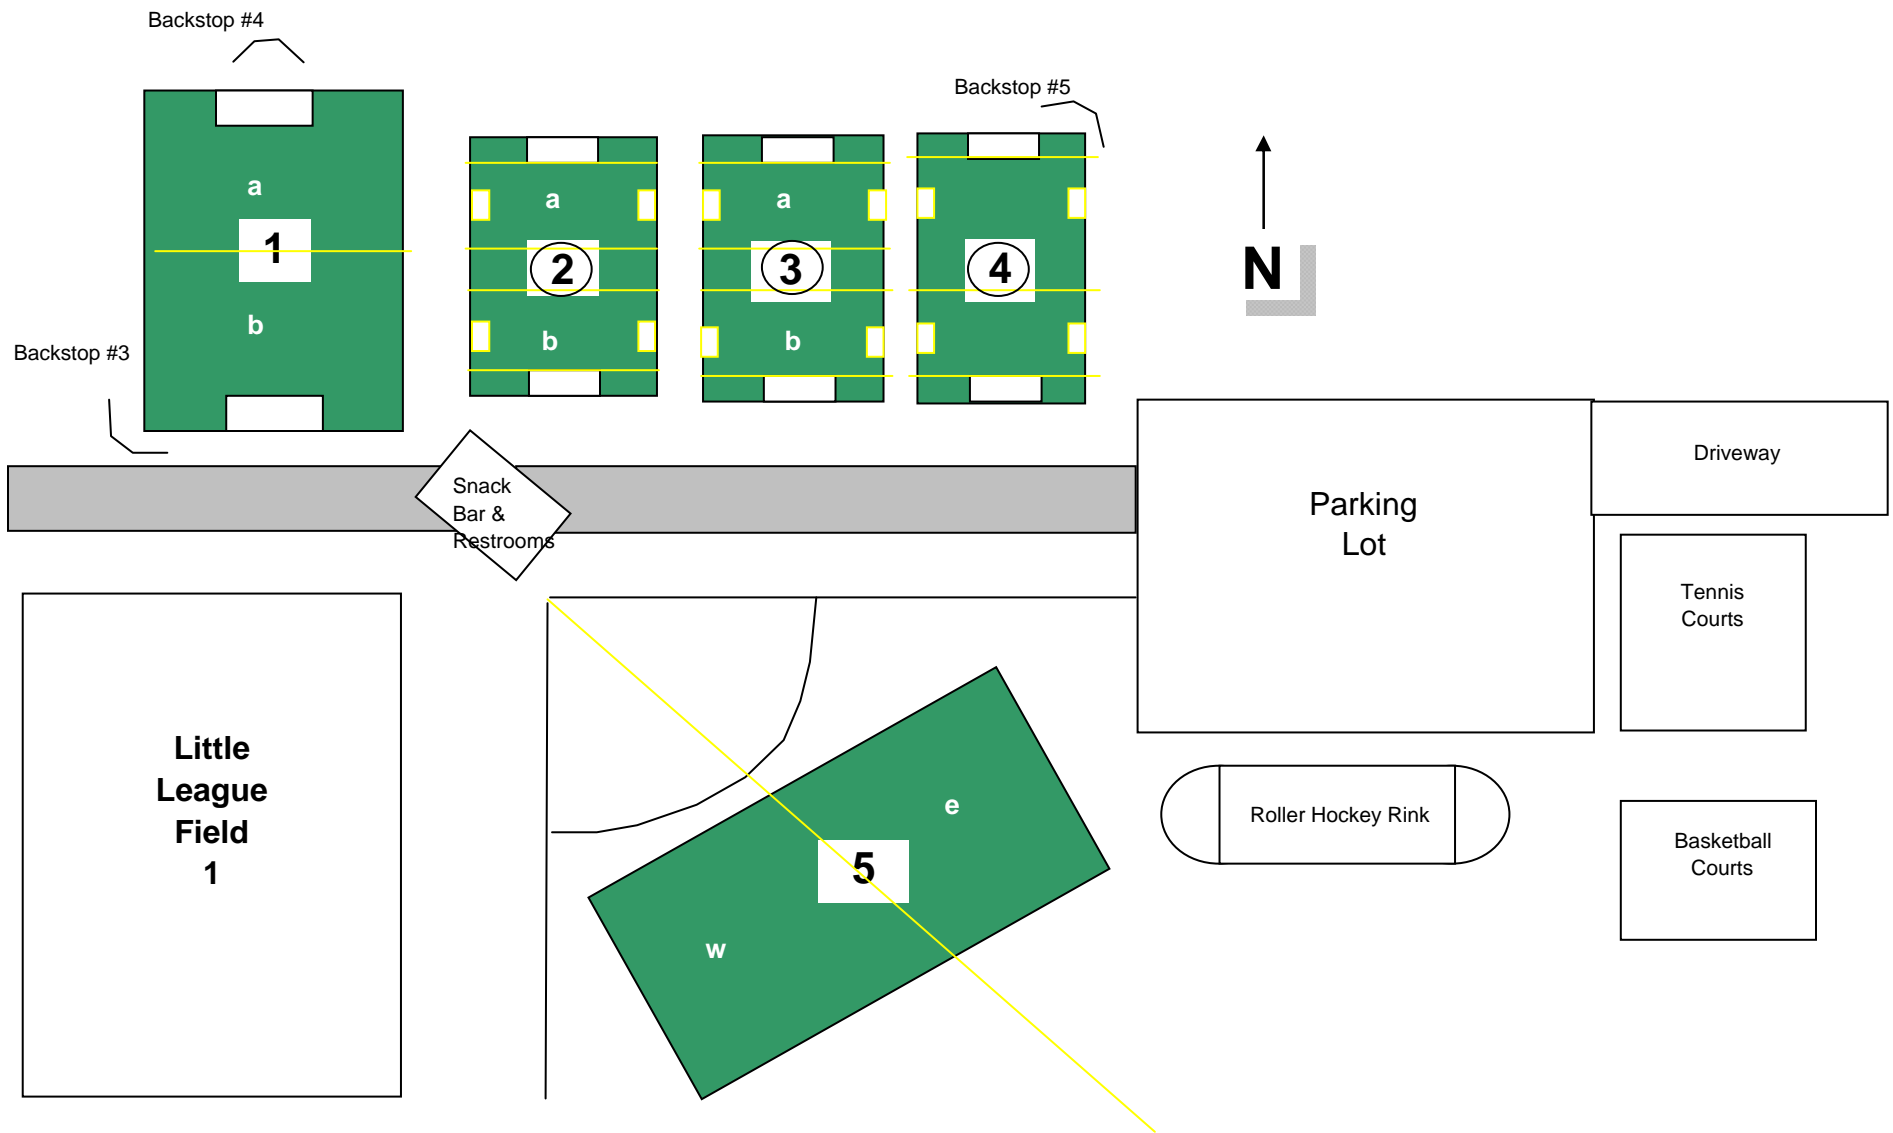 Backstop #4
Backstop #5
a
a
a
1
2
3
4
N
b
b
b
Backstop #3
Snack
Bar &
Restrooms
Parking
Lot
Driveway
Tennis
Courts
Little
League
Field
1
e
5
w
Roller Hockey Rink
Basketball
Courts